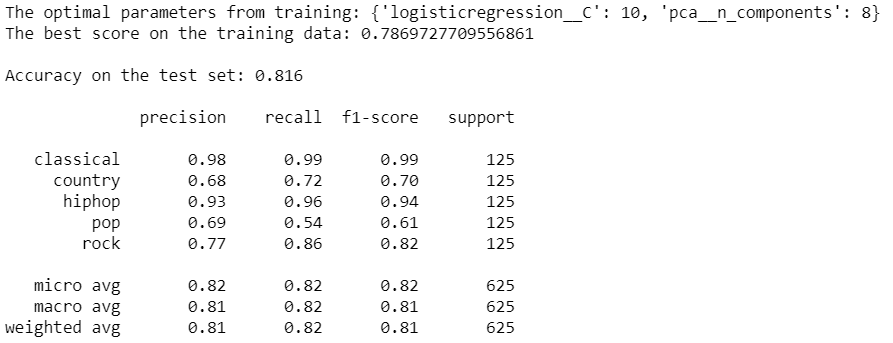 The optimal parameters from training: {'logisticregression__C': 10, 'pca__n_components': 8}
The best score on the training data: 0.7869727709556861
Accuracy on the test set: 0.816
precision recall f1-score support
classical 0.98 0.99 0.99 125
country 0.68 0.72 0.70 125
hiphop 0.93 0.96 0.94 125
pop 0.69 0.54 0.61 125
rock 0.77 0.86 0.82 125
micro avg 0.82 0.82 0.82 625
macro avg 0.81 0.82 0.81 625
weighted avg 0.81 0.82 0.81 625